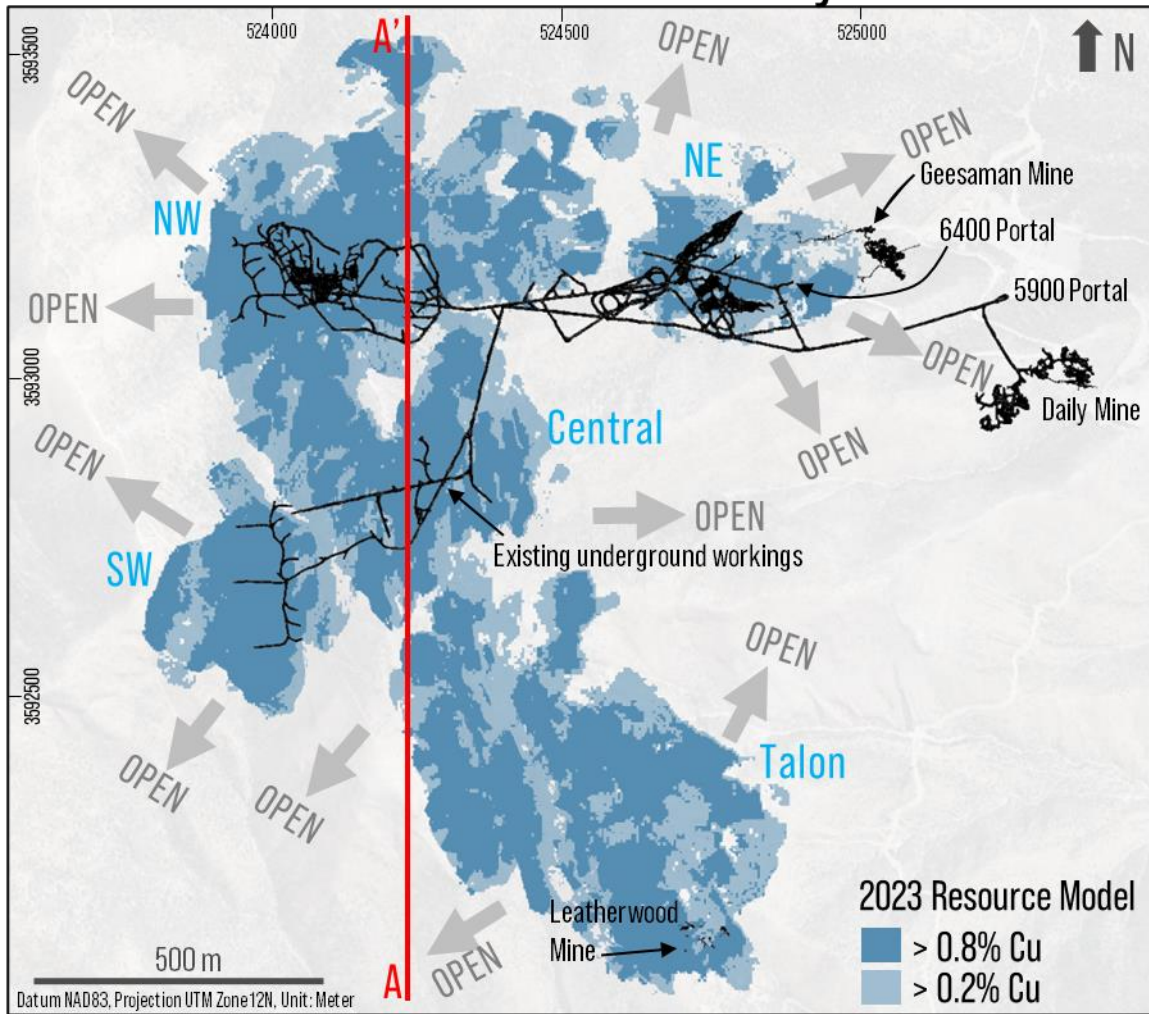 524000
524500
525000
A'
N
3593500
OPEN
OPEN
OPEN
NE
Geesaman Mine
NW
6400 Portal
OPEN
5900 Portal
OPEN
3593000
Daily Mine
Central
OPEN
OPEN
OPEN
Existing underground workings
SW
OPEN
3592500
Talon
OPEN
OPEN
Leatherwood
Mine
2023 Resource Model
> 0.8% Cu
> 0.2% Cu
500 m
A
OPEN
Datum NAD83, Projection UTM Zone12N, Unit: Meter